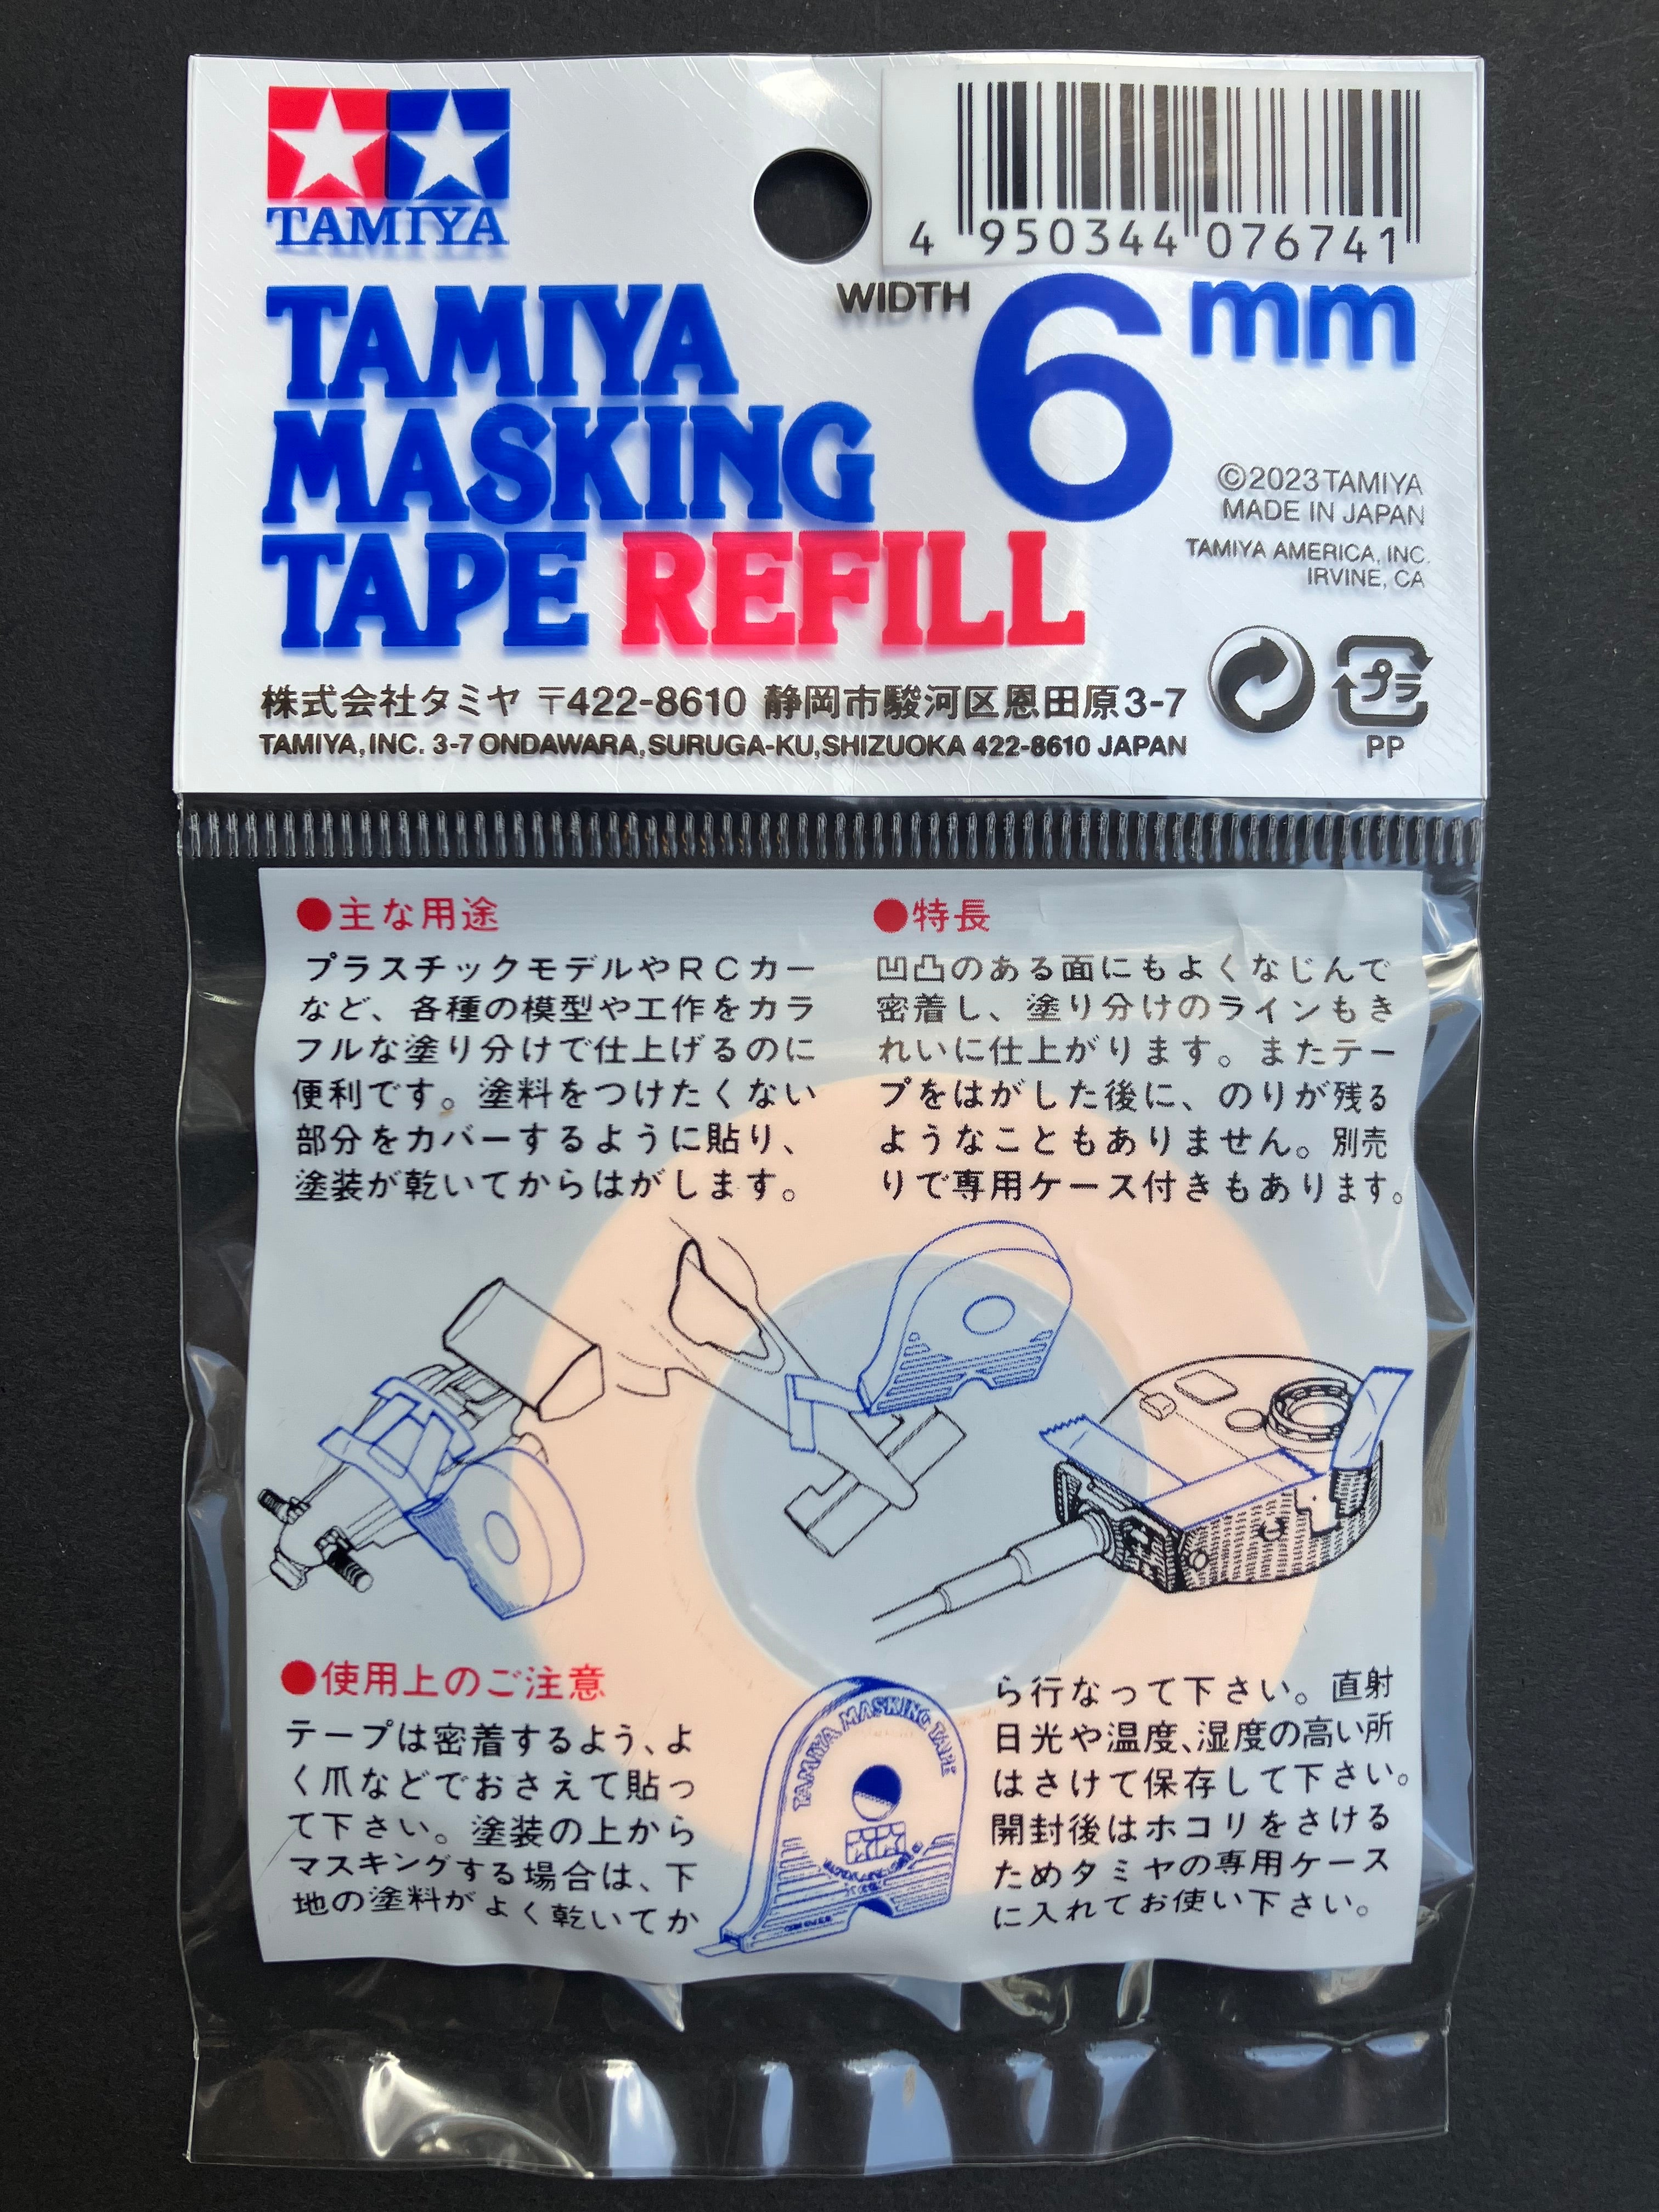 TAMIYA
4 950344 076741
TAMIYA
MASKING
TAPE REFILL
WIDTH 6mm
©2023 TAMIYA
MADE IN JAPAN
TAMIYA AMERICA, INC.
IRVINE, CA
株式会社タミヤ 〒422-8610 静岡市駿河区恩田原3-7
TAMIYA, INC. 3-7 ONDAWARA, SURUGA-KU, SHIZUOKA 422-8610 JAPAN
プラ
PP
●主な用途
プラスチックモデルやRCカー
など、各種の模型や工作をカラ
フルな塗り分けで仕上げるのに
便利です。塗料をつけたくない
部分をカバーするように貼り、
塗装が乾いてからはがします。
●特長
凹凸のある面にもよくなじんで
密着し、塗り分けのラインもき
れいに仕上がります。またテー
プをはがした後に、のりが残る
ようなこともありません。別売
りで専用ケース付きもあります。
●使用上のご注意
テープは密着するよう、よ
く爪などでおさえて貼っ
て下さい。塗装の上から
マスキングする場合は、下
地の塗料がよく乾いてか
TAMIYA MASKING TAPE
ら行なって下さい。直射
日光や温度、湿度の高い所
はさけて保存して下さい。
開封後はホコリをさける
ためタミヤの専用ケース
に入れてお使い下さい。